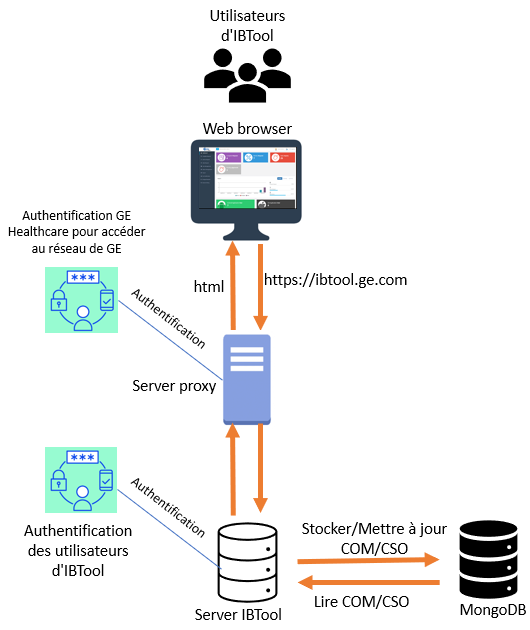 Utilisateurs
d'IBTool
Web browser
Authentification GE
Healthcare pour accéder
au réseau de GE
***
html
https://ibtool.ge.com
Authentification
Server proxy
***
Authentification
Authentification
des utilisateurs
d'IBTool
Stocker/Mettre à jour
COM/CSO
Lire COM/CSO
Server IBTool
MongoDB